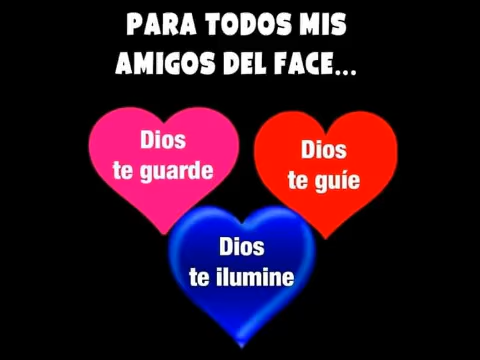 PARA TODOS MIS
AMIGOS DEL FACE...
Dios
te guarde
Dios
te guíe
Dios
te ilumine